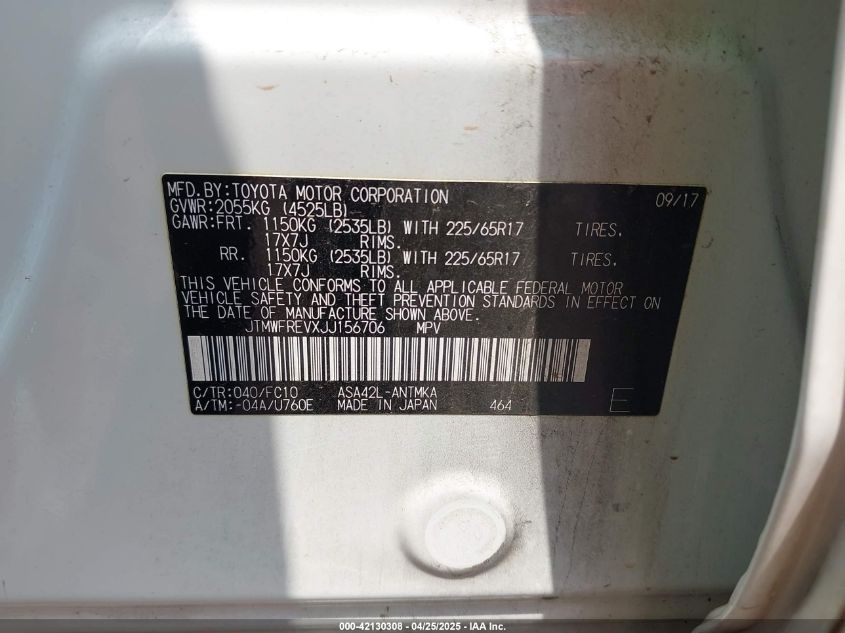 MFD. BY: TOYOTA MOTOR CORPORATION 09/17
GVWR: 2055KG (4525LB)
GAWR: FRT. 1150KG (2535LB) WITH 225/65R17 TIRES.
17X7J RIMS.
RR. 1150KG (2535LB) WITH 225/65R17 TIRES.
17X7J RIMS.
THIS VEHICLE CONFORMS TO ALL APPLICABLE FEDERAL MOTOR
VEHICLE SAFETY AND THEFT PREVENTION STANDARDS IN EFFECT ON
THE DATE OF MANUFACTURE SHOWN ABOVE.
JTMWFREVXJJ156706 MPV
C/TR: 040/FC10 ASA42L-ANTMKA
A/TM: -04A/U760E MADE IN JAPAN 464 E
000-42130308 - 04/25/2025 - IAA Inc.